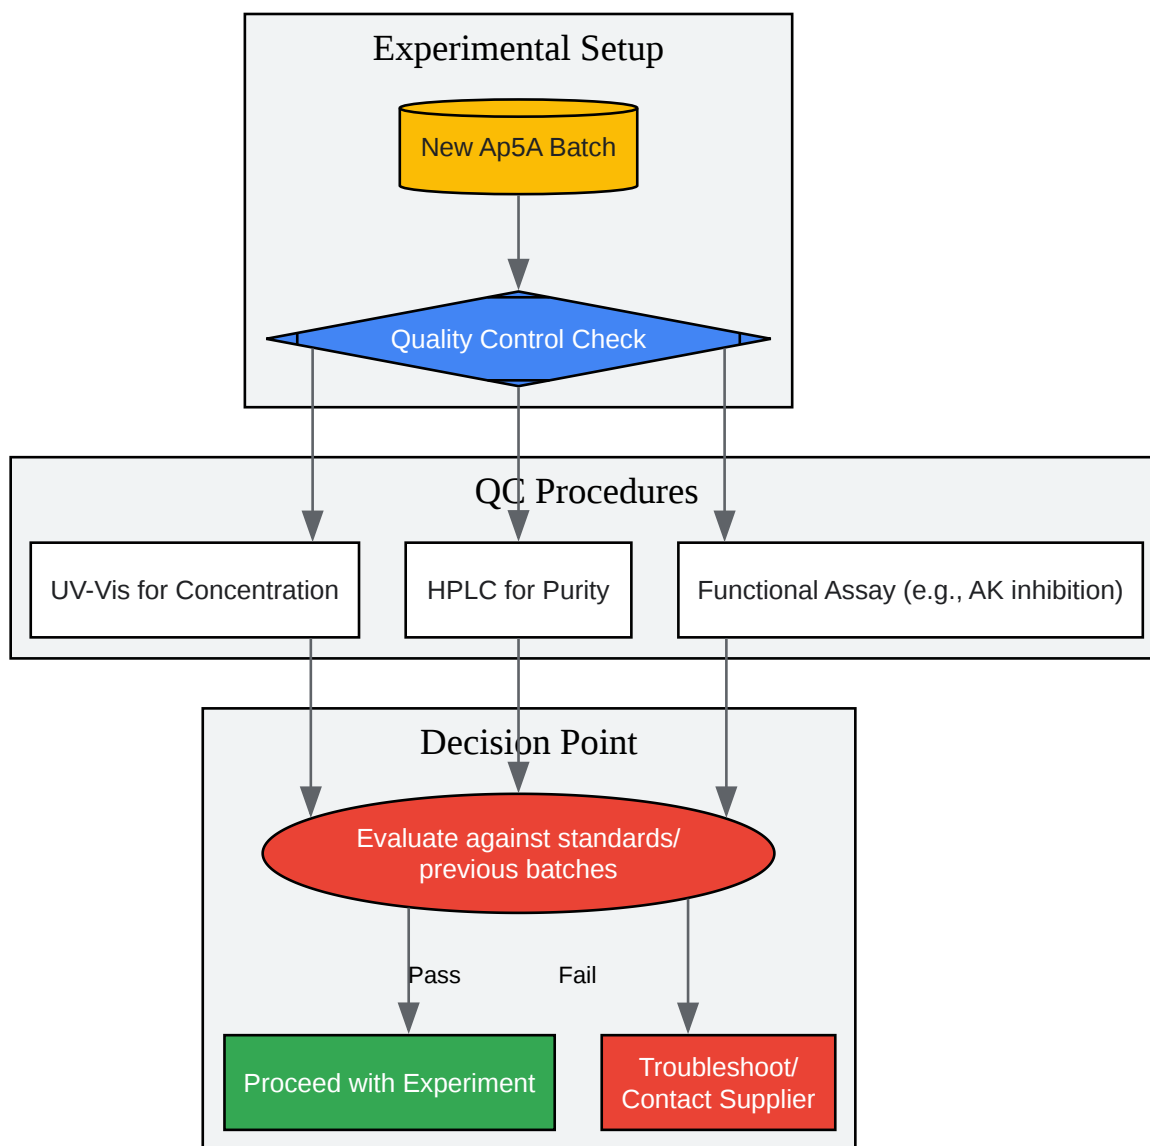 Experimental Setup
New Ap5A Batch
Quality Control Check
QC Procedures
UV-Vis for Concentration
HPLC for Purity
Functional Assay (e.g., AK inhibition)
Decision Point
Evaluate against standards/
previous batches
Pass
Fail
Proceed with Experiment
Troubleshoot/
Contact Supplier